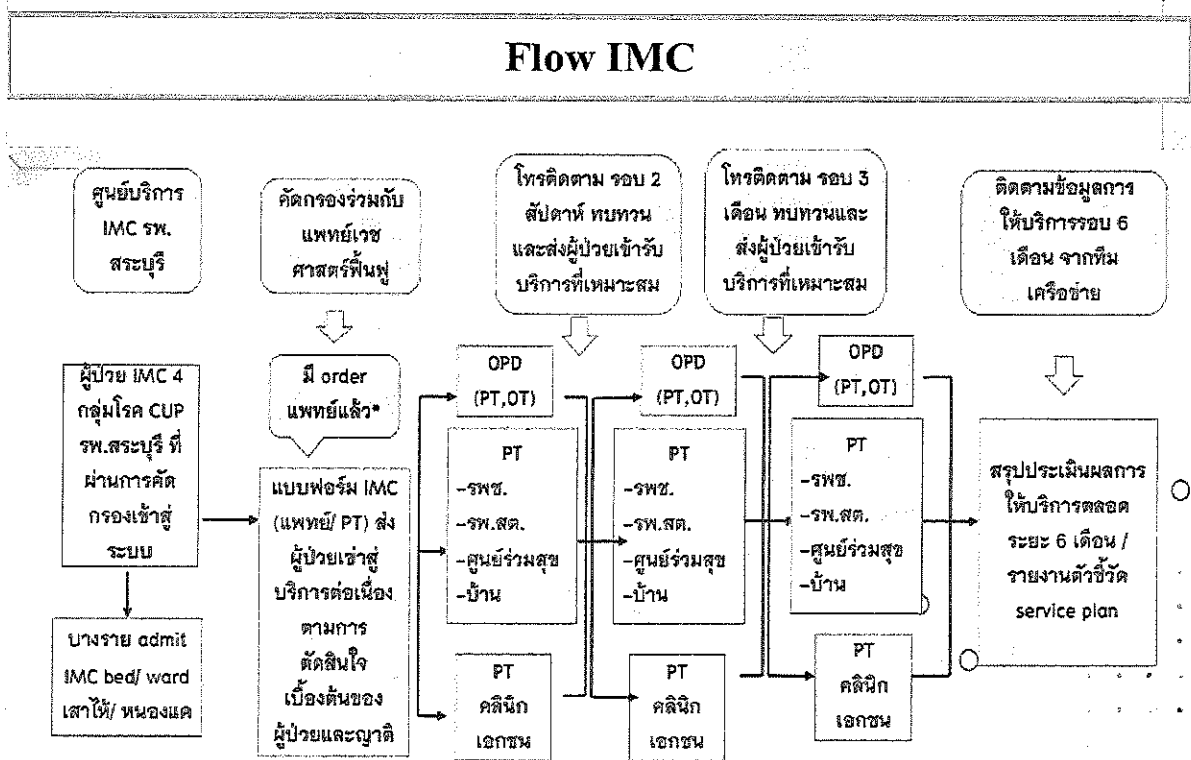 Flow IMC
ศูนย์บริการ
IMC รพ.
สระบุรี
คัดกรองร่วมกับ
แพทย์เวช
ศาสตร์ฟื้นฟู
โทรติดตาม รอบ 2
สัปดาห์ ทบทวน
และส่งผู้ป่วยเข้ารับ
บริการที่เหมาะสม
โทรติดตาม รอบ 3
เดือน ทบทวนและ
ส่งผู้ป่วยเข้ารับ
บริการที่เหมาะสม
ติดตามข้อมูลการ
ให้บริการรอบ 6
เดือน จากทีม
เครือข่าย
ผู้ป่วย IMC 4
กลุ่มโรค CUP
รพ.สระบุรี ที่
ผ่านการคัด
กรองเข้าสู่
ระบบ
บางราย admit
IMC bed/ ward
เสาไห้/ หนองแค
มี order
แพทย์แล้ว*
แบบฟอร์ม IMC
(แพทย์/ PT) ส่ง
ผู้ป่วยเข้าสู่
บริการต่อเนื่อง
ตามการ
ตัดสินใจ
เบื้องต้นของ
ผู้ป่วยและญาติ
OPD
(PT,OT)
PT
-รพช.
-รพ.สต.
-ศูนย์ร่วมสุข
-บ้าน
PT
คลินิก
เอกชน
OPD
(PT,OT)
PT
-รพช.
-รพ.สต.
-ศูนย์ร่วมสุข
-บ้าน
PT
คลินิก
เอกชน
OPD
(PT,OT)
PT
-รพช.
-รพ.สต.
-ศูนย์ร่วมสุข
-บ้าน
PT
คลินิก
เอกชน
สรุปประเมินผลการ
ให้บริการตลอด
ระยะ 6 เดือน /
รายงานตัวชี้วัด
service plan